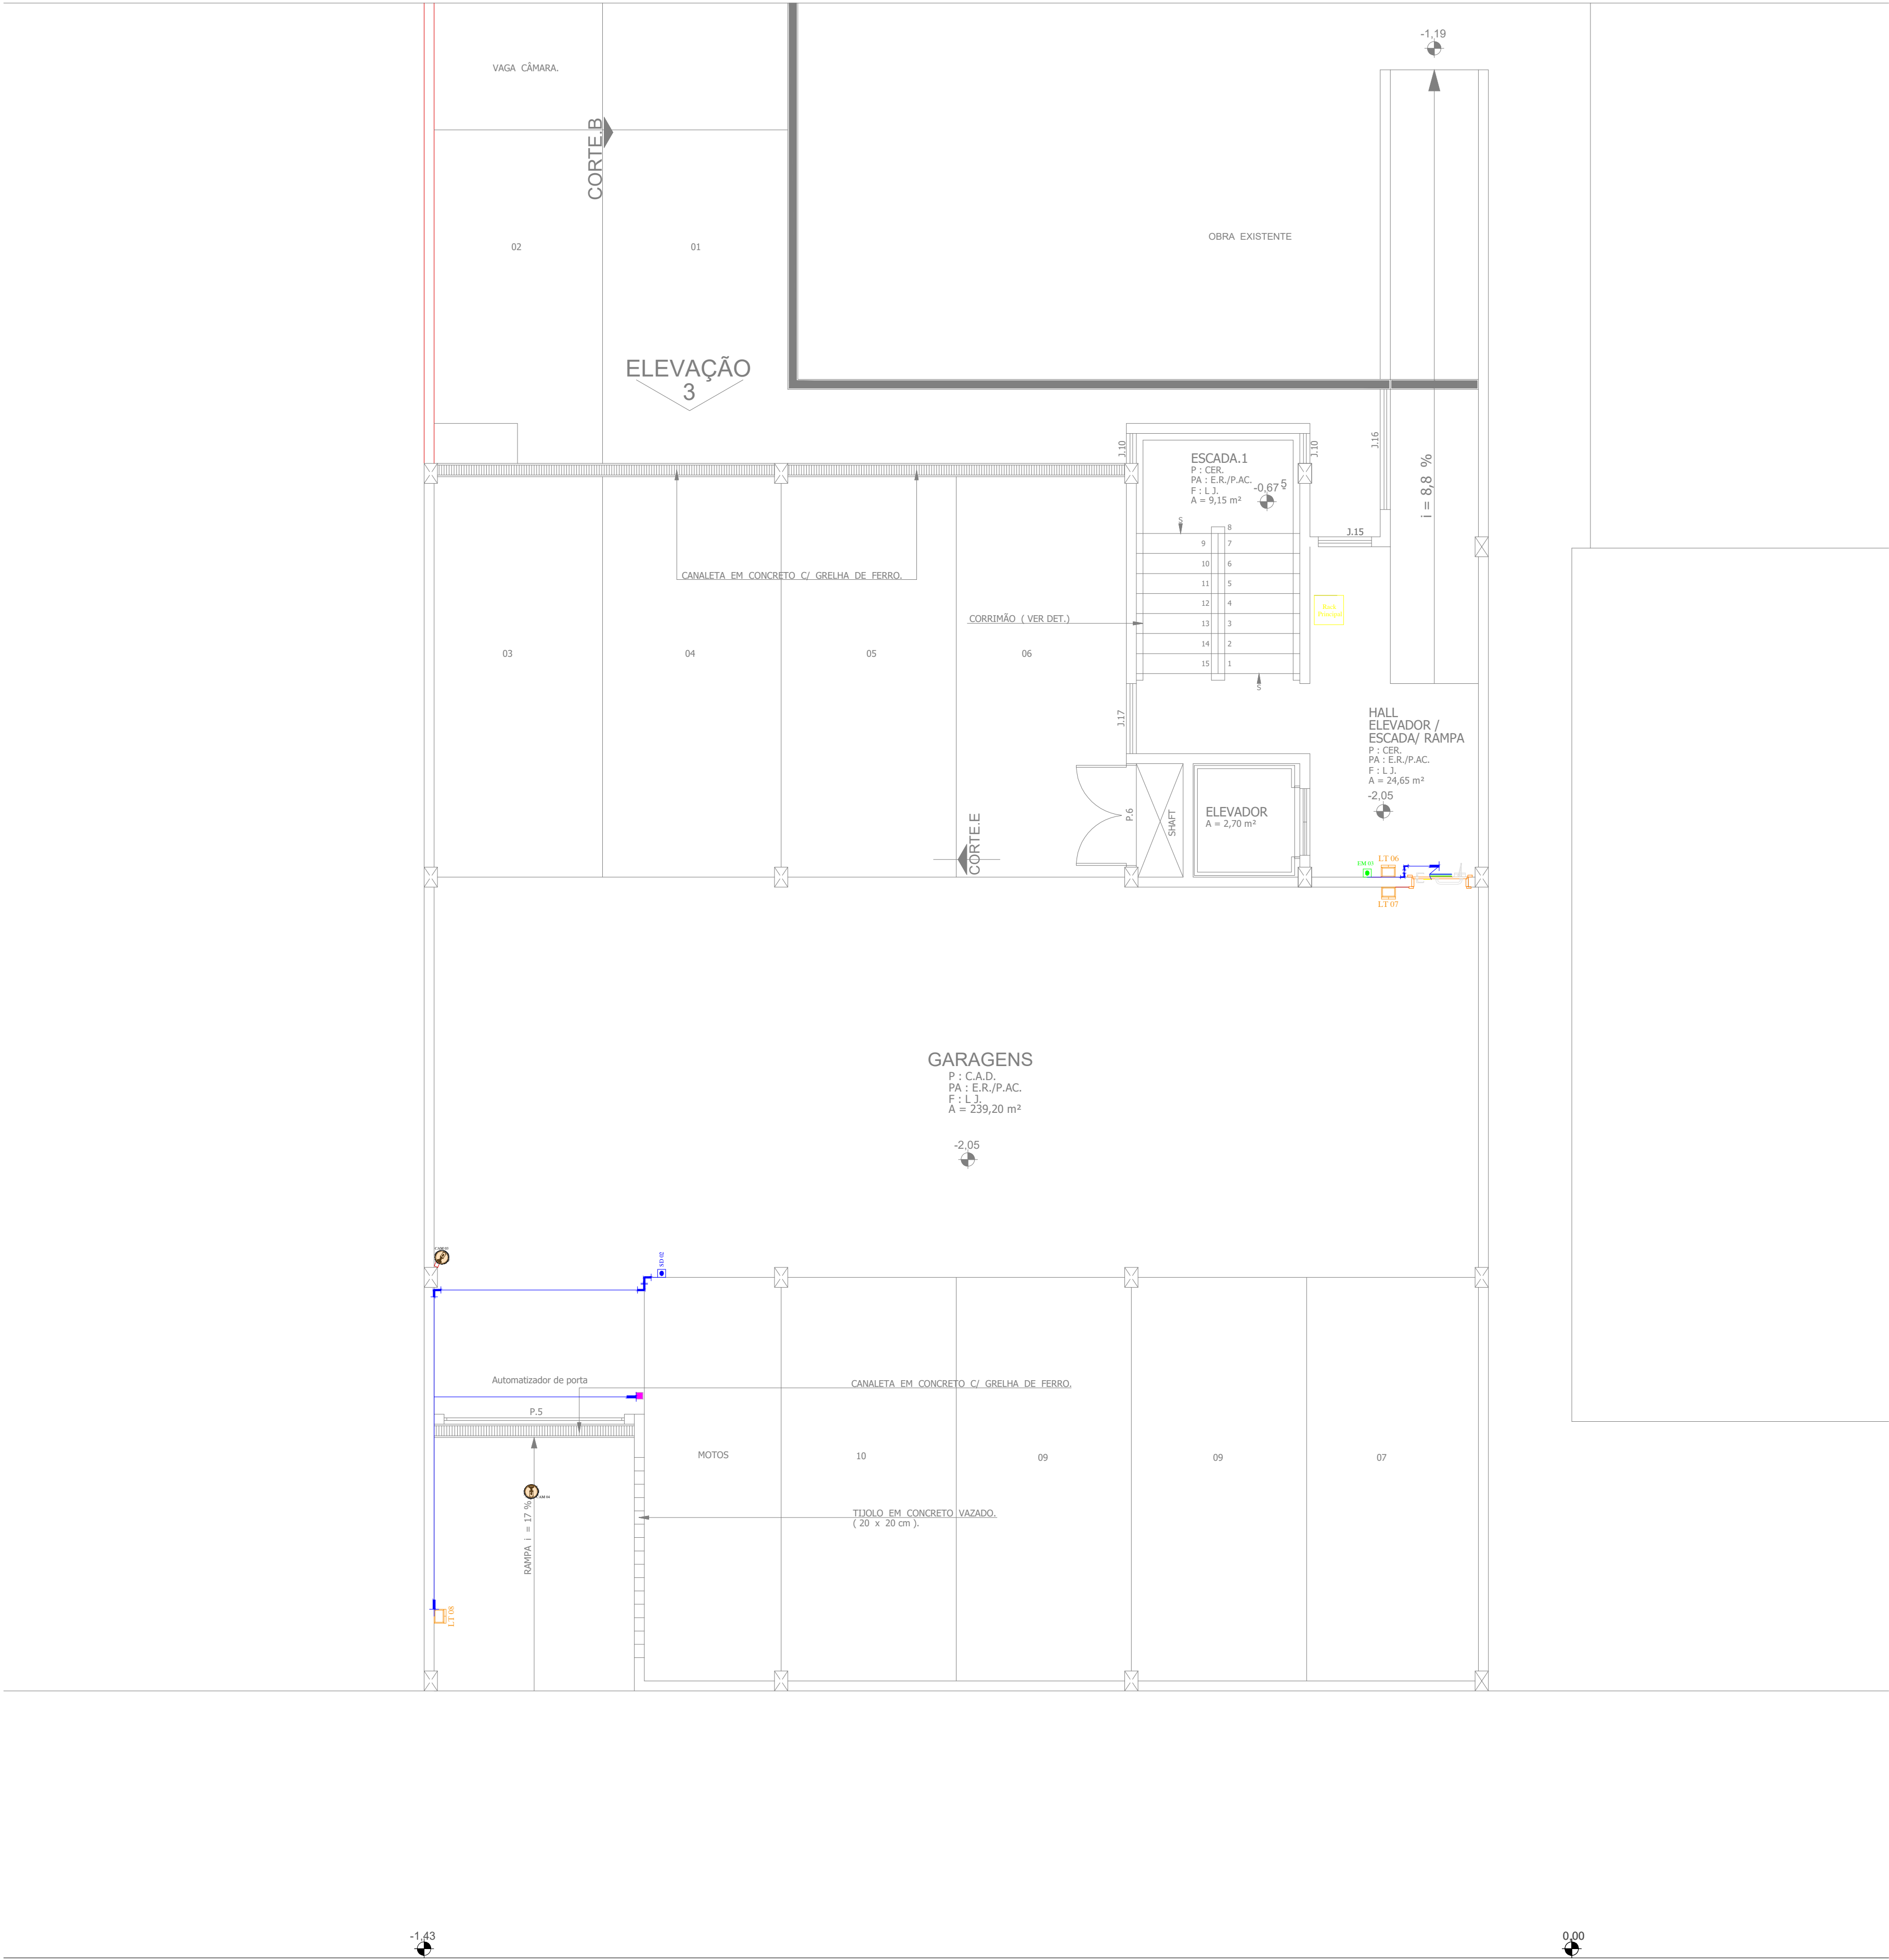 -1,19
VAGA CÂMARA.
CORTE.B
02
01
OBRA EXISTENTE
ELEVAÇÃO
3
J.10
J.10
J.16
i = 8,8 %
ESCADA.1
P : CER.
PA : E.R./P.AC.
F : L J.
A = 9,15 m²
-0,67 5
S
8
J.15
9 7
10 6
11 5
12 4
13 3
14 2
15 1
S
CANALETA EM CONCRETO C/ GRELHA DE FERRO.
CORRIMÃO ( VER DET.)
Rack
Principal
03
04
05
06
J.17
HALL
ELEVADOR /
ESCADA/ RAMPA
P : CER.
PA : E.R./P.AC.
F : L J.
A = 24,65 m²
-2,05
P.6
SHAFT
ELEVADOR
A = 2,70 m²
CORTE.E
LT 06
LT 07
GARAGENS
P : C.A.D.
PA : E.R./P.AC.
F : L J.
A = 239,20 m²
-2,05
SD 02
Automatizador de porta
CANALETA EM CONCRETO C/ GRELHA DE FERRO.
P.5
MOTOS
10
09
09
07
RAMPA i = 17 %
TIJOLO EM CONCRETO VAZADO.
( 20 x 20 cm ).
LT 08
-1,43
0,00